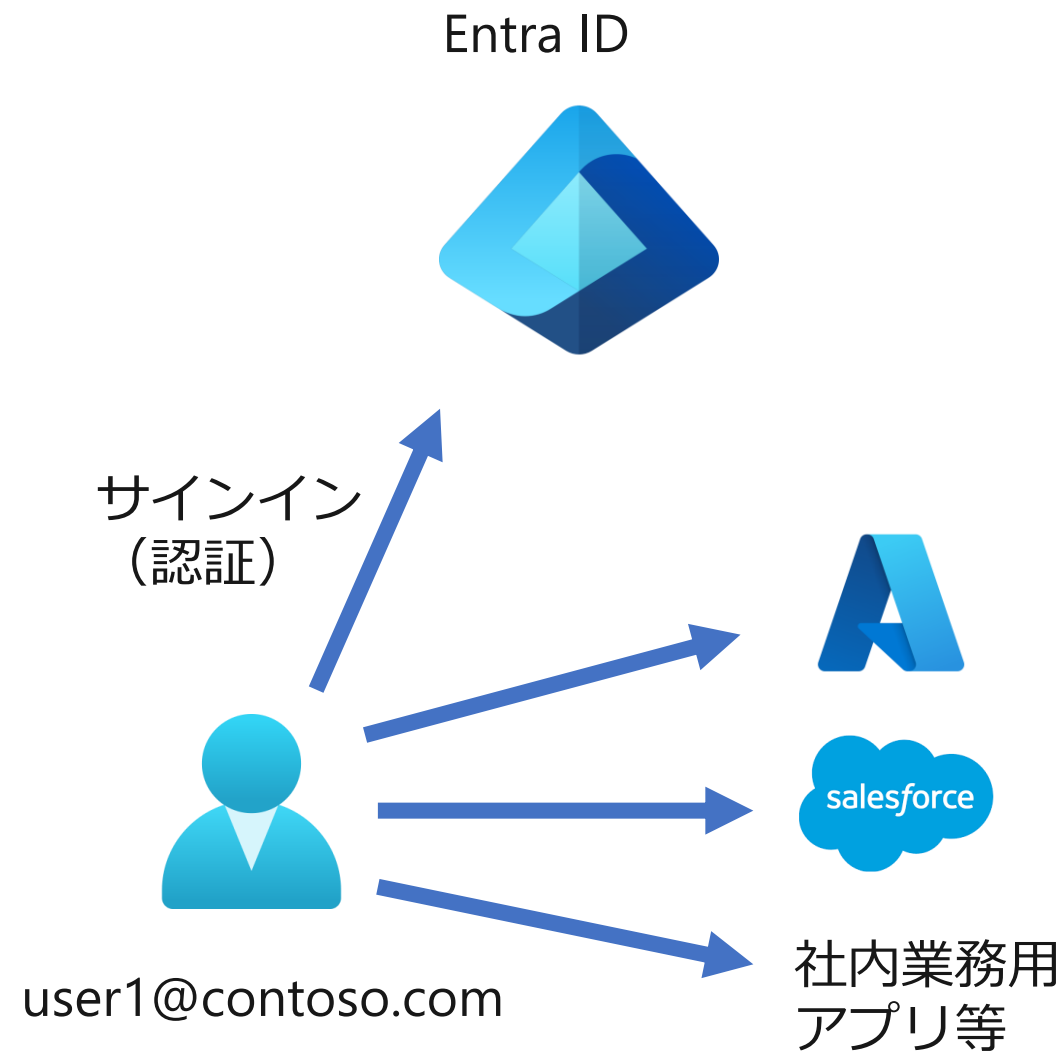 Entra ID
サインイン
（認証）
salesforce
user1@contoso.com
社内業務用
アプリ等